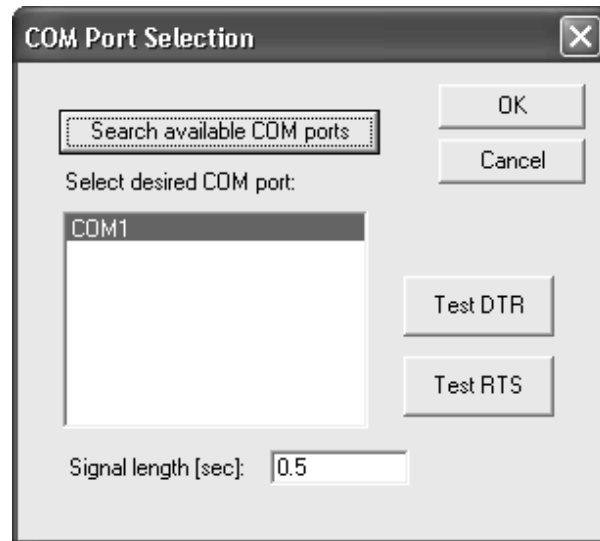 COM Port Selection
Search available COM ports
OK
Cancel
Select desired COM port:
COM1
Test DTR
Test RTS
Signal length [sec]: 0.5